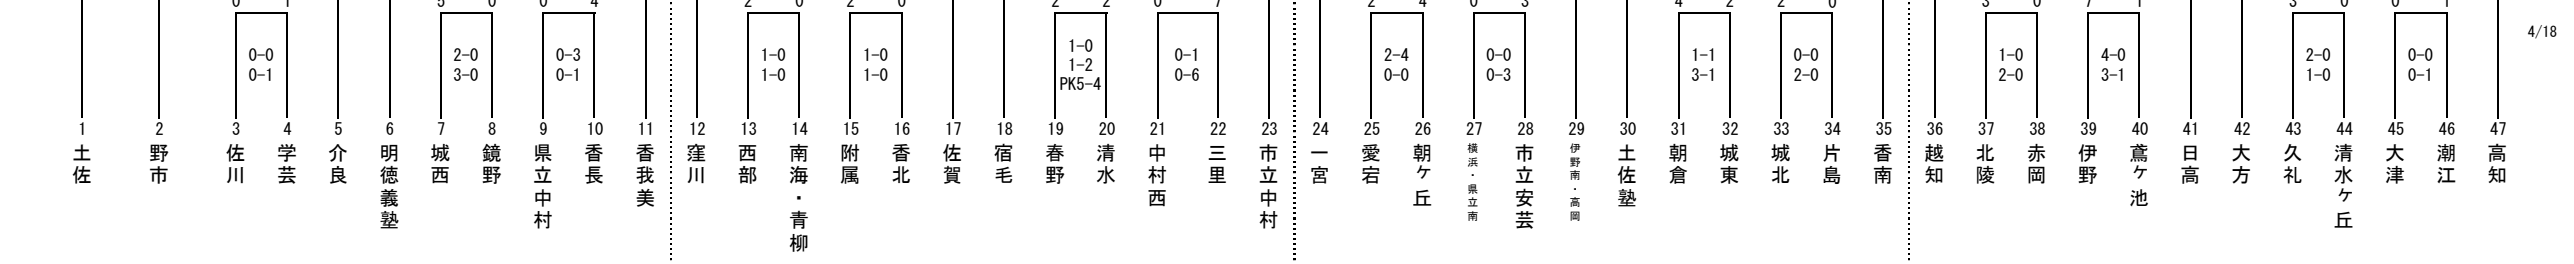 0 1 5 0 0 4 2 0 2 0 2 2 0 7 2 4 0 3 4 2 2 0 3 0 7 1 3 0 0 1
4/18
0-0
0-1
2-0
3-0
0-3
0-1
1-0
1-0
1-0
1-0
1-0
1-2
PK5-4
0-1
0-6
2-4
0-0
0-0
0-3
1-1
3-1
0-0
2-0
1-0
2-0
4-0
3-1
2-0
1-0
0-0
0-1
1 土佐
2 野市
3 佐川
4 学芸
5 介良
6 明徳義塾
7 城西
8 鏡野
9 県立中村
10 香長
11 香我美
12 窪川
13 西部
14 南海・青柳
15 附属
16 香北
17 佐賀
18 宿毛
19 春野
20 清水
21 中村西
22 三里
23 市立中村
24 一宮
25 愛宕
26 朝ケ丘
27 横浜・県立南
28 市立安芸
29 伊野南・高岡
30 土佐塾
31 朝倉
32 城東
33 城北
34 片島
35 香南
36 越知
37 北陵
38 赤岡
39 伊野
40 鳶ケ池
41 日高
42 大方
43 久礼
44 清水ケ丘
45 大津
46 潮江
47 高知